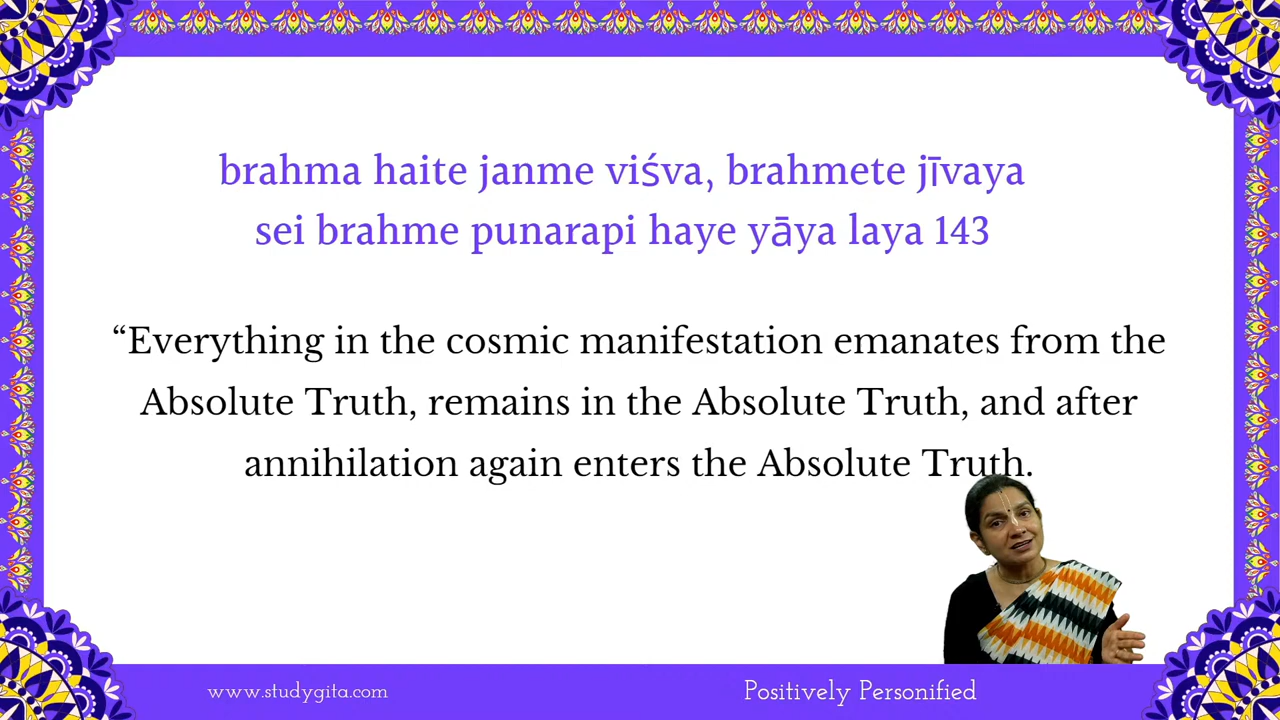 brahma haite janme viśva, brahmete jīvaya
sei brahme punarapi haye yāya laya 143
“Everything in the cosmic manifestation emanates from the
Absolute Truth, remains in the Absolute Truth, and after
annihilation again enters the Absolute Truth.
www.studygita.com
Positively Personified